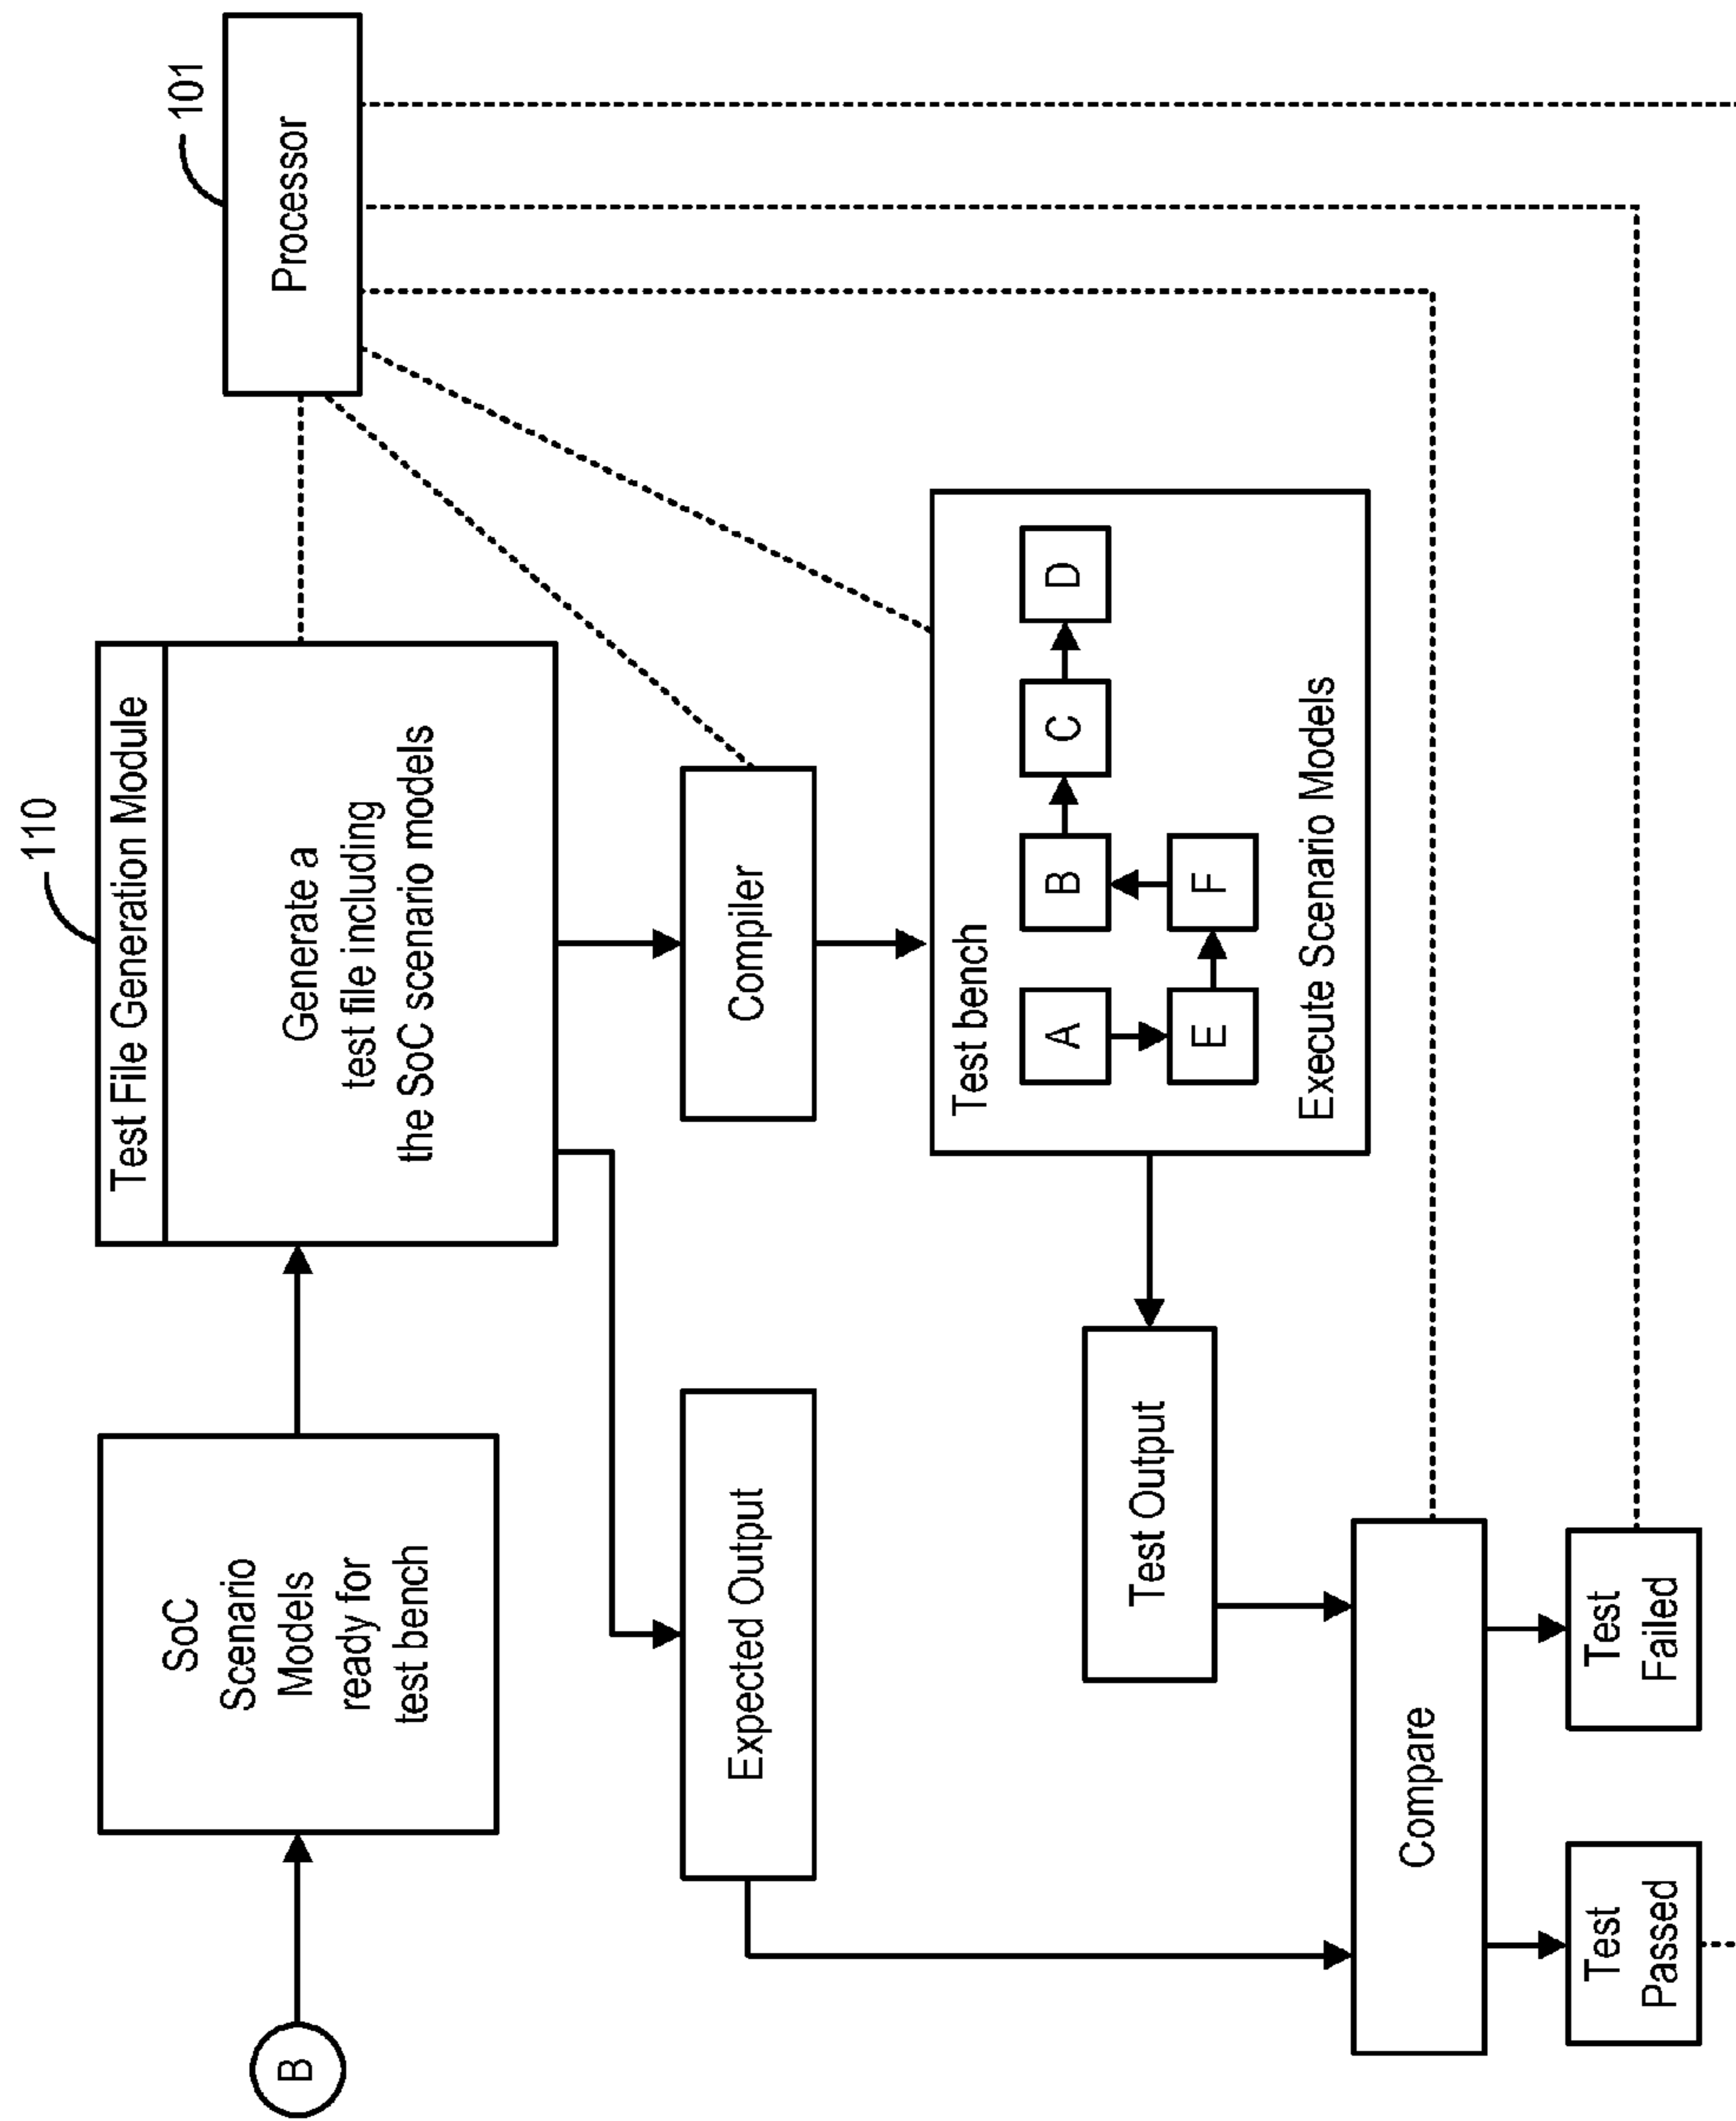 110
101
Test File Generation Module
Generate a
test file including
the SoC scenario models
Processor
SoC
Scenario
Models
ready for
test bench
B
Expected Output
Compiler
Test bench
A
B
C
D
E
F
Execute Scenario Models
Test Output
Compare
Test
Passed
Test
Failed